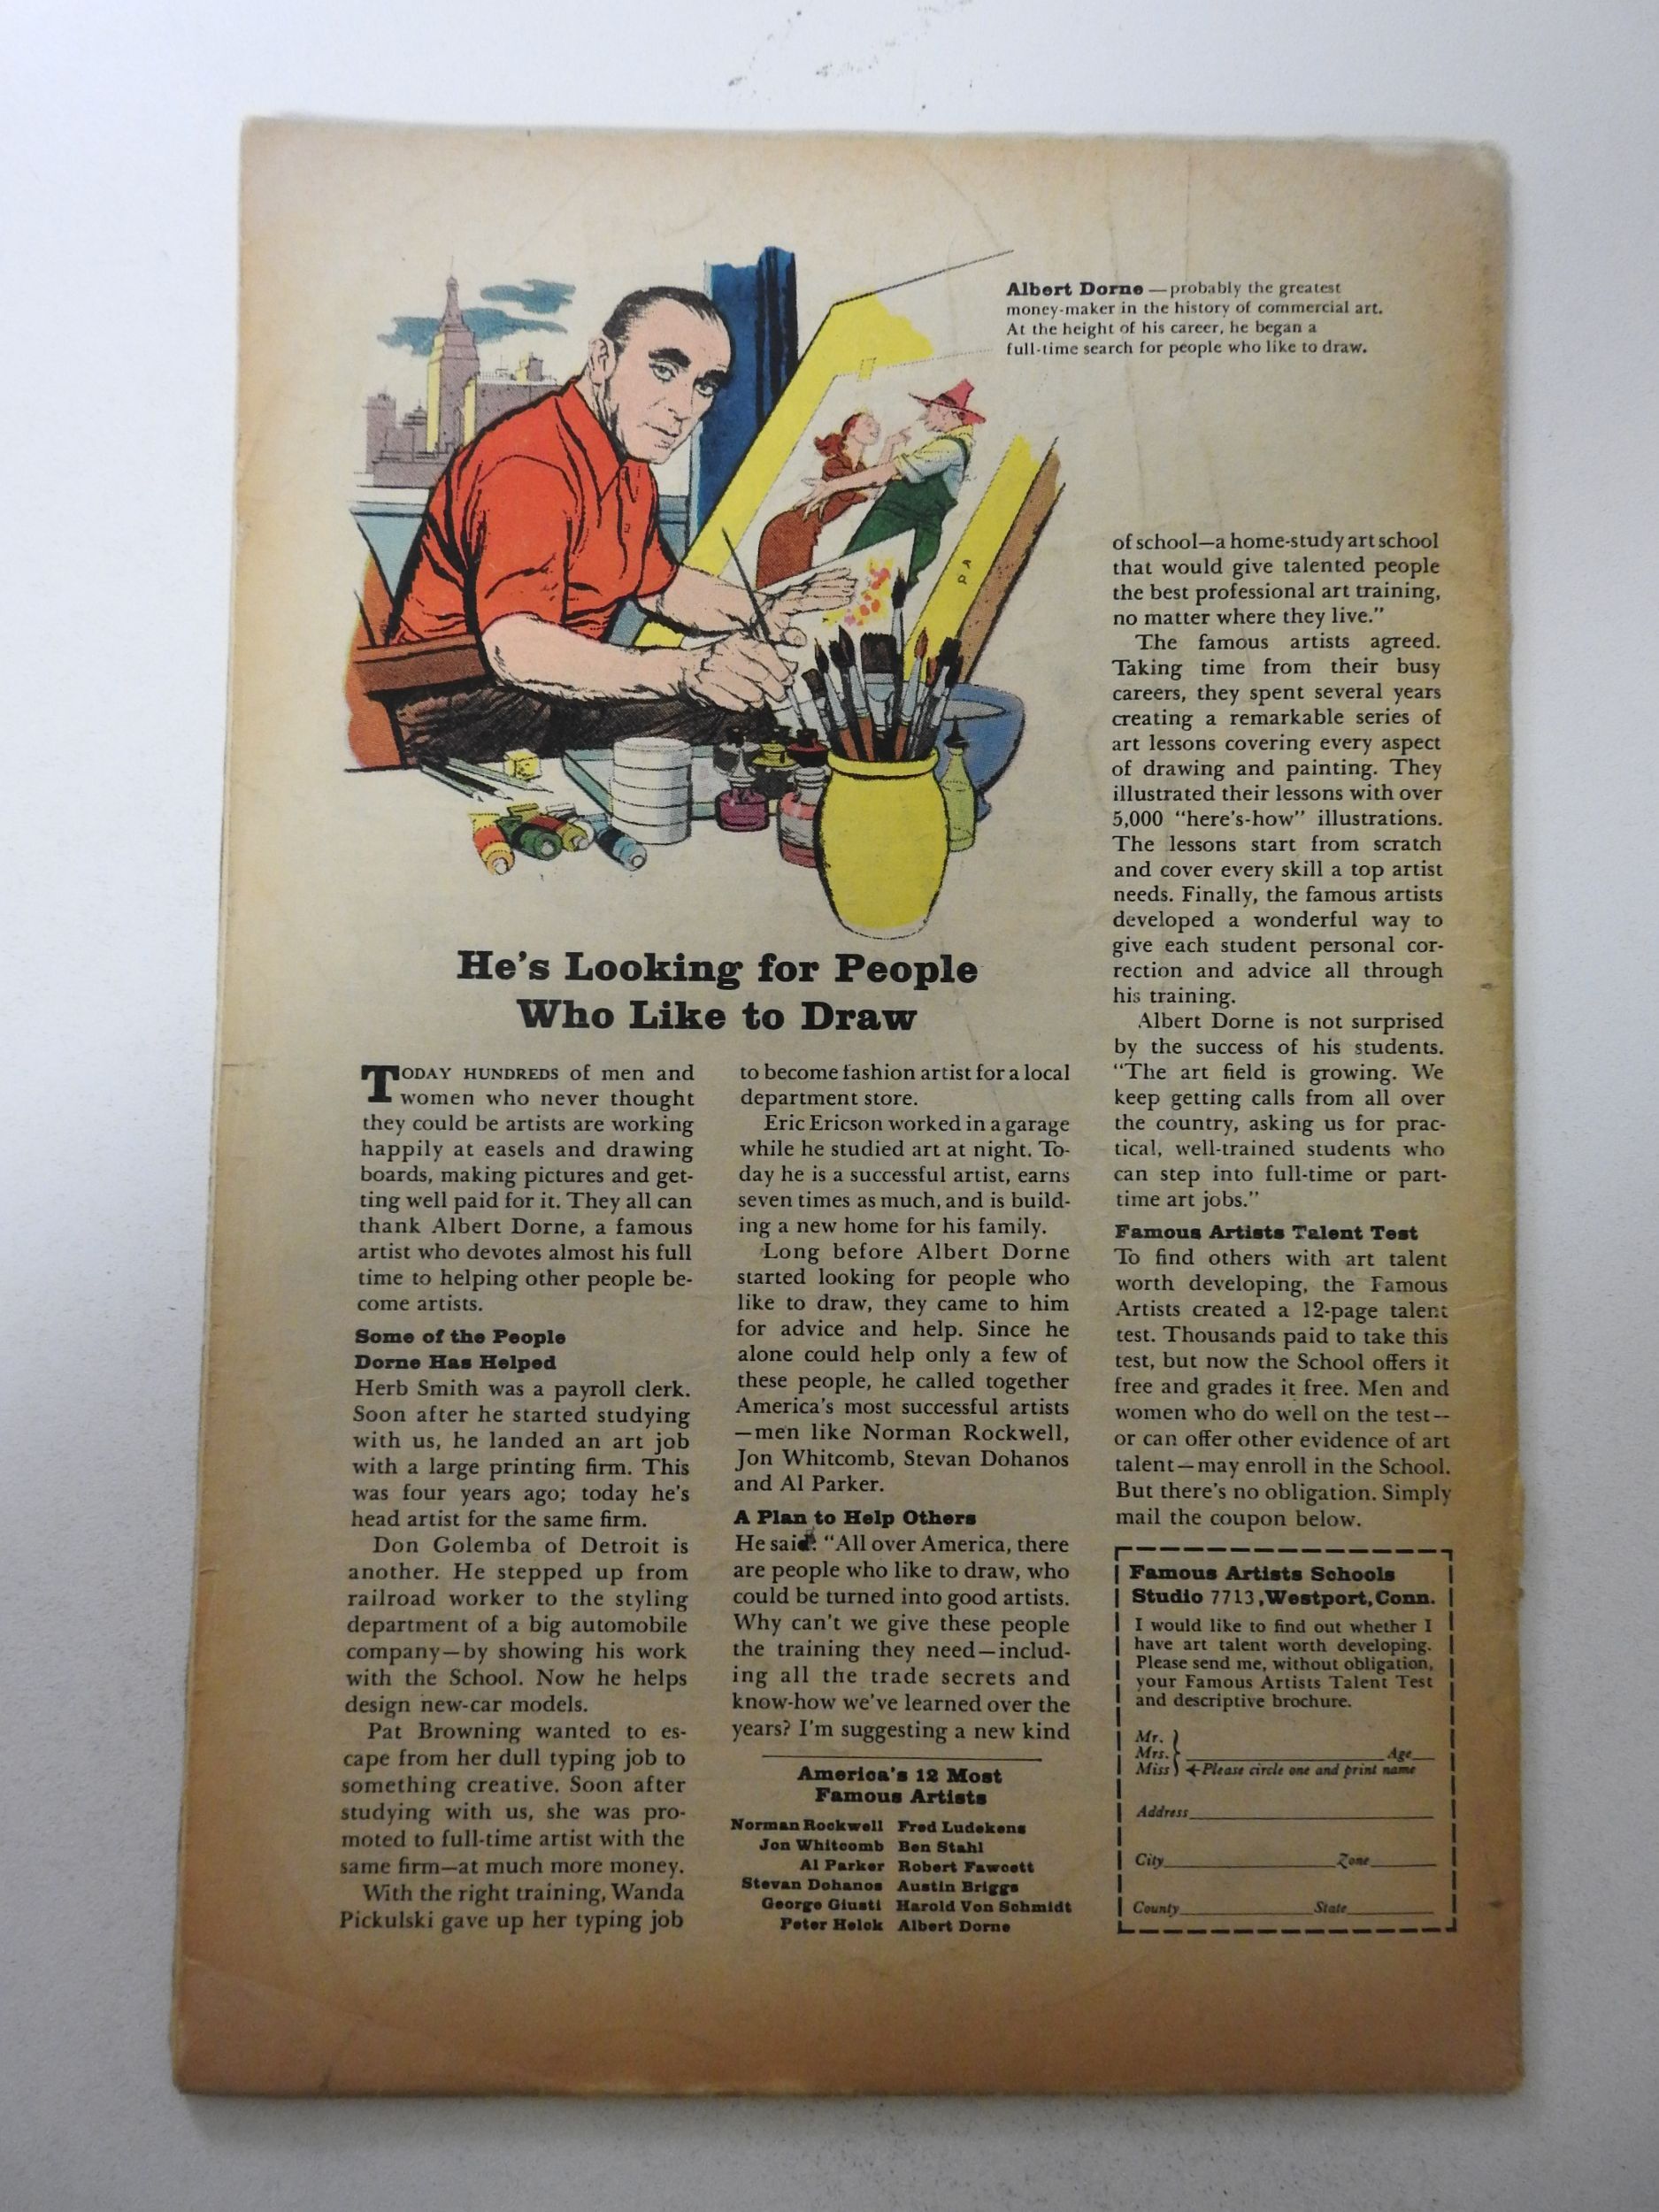 Albert Dorne — probably the greatest
money-maker in the history of commercial art.
At the height of his career, he began a
full-time search for people who like to draw.
He's Looking for People
Who Like to Draw
TODAY HUNDREDS of men and
women who never thought
they could be artists are working
happily at easels and drawing
boards, making pictures and get-
ting well paid for it. They all can
thank Albert Dorne, a famous
artist who devotes almost his full
time to helping other people be-
come artists.
Some of the People
Dorne Has Helped
Herb Smith was a payroll clerk.
Soon after he started studying
with us, he landed an art job
with a large printing firm. This
was four years ago; today he's
head artist for the same firm.
Don Golemba of Detroit is
another. He stepped up from
railroad worker to the styling
department of a big automobile
company—by showing his work
with the School. Now he helps
design new-car models.
Pat Browning wanted to es-
cape from her dull typing job to
something creative. Soon after
studying with us, she was pro-
moted to full-time artist with the
same firm—at much more money.
With the right training, Wanda
Pickulski gave up her typing job
to become fashion artist for a local
department store.
Eric Ericson worked in a garage
while he studied art at night. To-
day he is a successful artist, earns
seven times as much, and is build-
ing a new home for his family.
Long before Albert Dorne
started looking for people who
like to draw, they came to him
for advice and help. Since he
alone could help only a few of
these people, he called together
America's most successful artists
—men like Norman Rockwell,
Jon Whitcomb, Stevan Dohanos
and Al Parker.
A Plan to Help Others
He said: "All over America, there
are people who like to draw, who
could be turned into good artists.
Why can't we give these people
the training they need—includ-
ing all the trade secrets and
know-how we've learned over the
years? I'm suggesting a new kind
America's 12 Most
Famous Artists
Norman Rockwell Fred Ludekens
Jon Whitcomb Ben Stahl
Al Parker Robert Fawcett
Stevan Dohanos Austin Briggs
George Giusti Harold Von Schmidt
Peter Helck Albert Dorne
of school—a home-study art school
that would give talented people
the best professional art training,
no matter where they live."
The famous artists agreed.
Taking time from their busy
careers, they spent several years
creating a remarkable series of
art lessons covering every aspect
of drawing and painting. They
illustrated their lessons with over
5,000 "here's-how" illustrations.
The lessons start from scratch
and cover every skill a top artist
needs. Finally, the famous artists
developed a wonderful way to
give each student personal cor-
rection and advice all through
his training.
Albert Dorne is not surprised
by the success of his students.
"The art field is growing. We
keep getting calls from all over
the country, asking us for prac-
tical, well-trained students who
can step into full-time or part-
time art jobs."
Famous Artists Talent Test
To find others with art talent
worth developing, the Famous
Artists created a 12-page talent
test. Thousands paid to take this
test, but now the School offers it
free and grades it free. Men and
women who do well on the test--
or can offer other evidence of art
talent—may enroll in the School.
But there's no obligation. Simply
mail the coupon below.
Famous Artists Schools
Studio 7713, Westport, Conn.
I would like to find out whether I
have art talent worth developing.
Please send me, without obligation,
your Famous Artists Talent Test
and descriptive brochure.
Mr.
Mrs. Age
Miss Please circle one and print name
Address
City Zone
County State